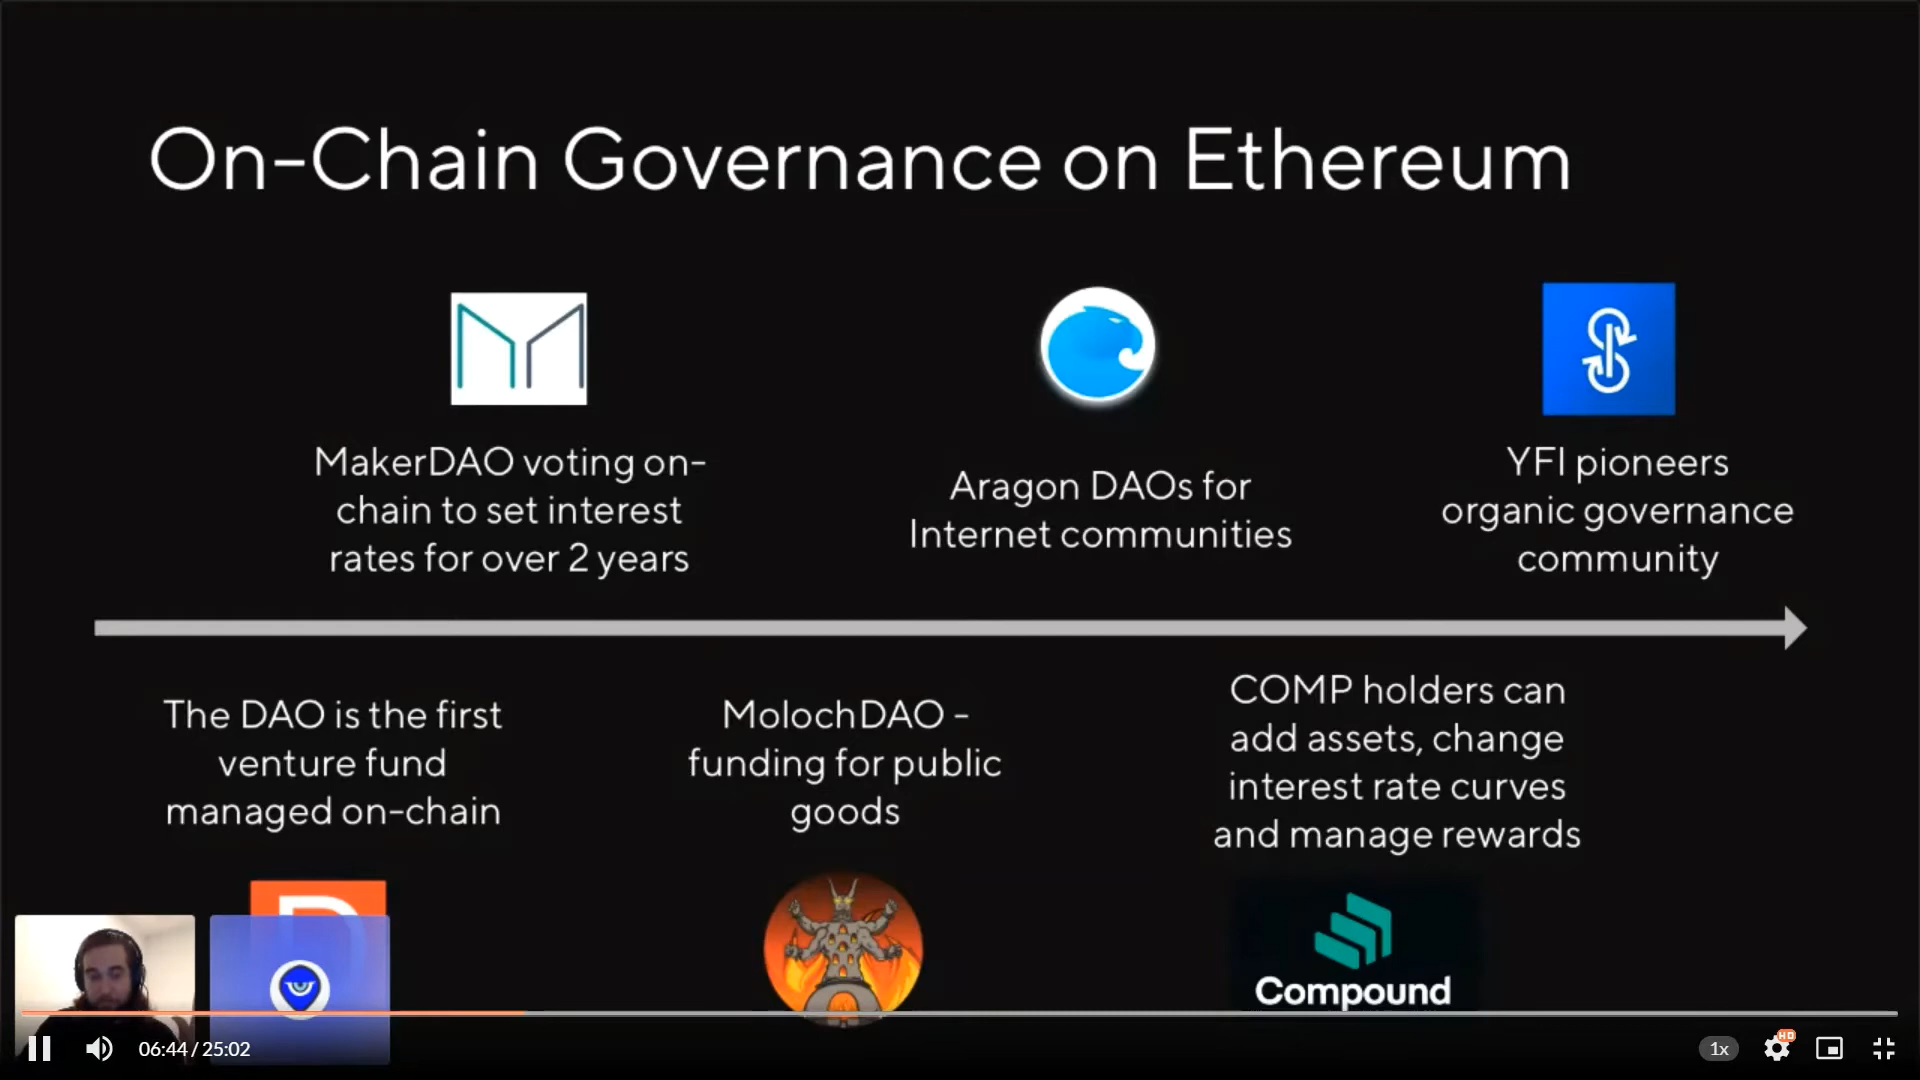 On-Chain Governance on Ethereum
MakerDAO voting on-
chain to set interest
rates for over 2 years
Aragon DAOs for
Internet communities
YFI pioneers
organic governance
community
The DAO is the first
venture fund
managed on-chain
MolochDAO -
funding for public
goods
COMP holders can
add assets, change
interest rate curves
and manage rewards
D
Compound
06:44 / 25:02
1x
HD